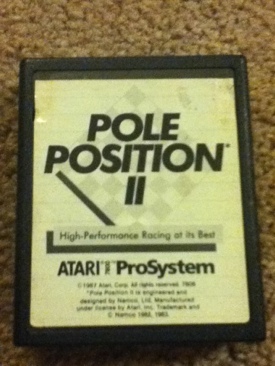 POLE
POSITION
II
High-Performance Racing at its Best
ATARI ProSystem
© 1987 Atari, Corp. All rights reserved. 7808
"Pole Position II is engineered and
designed by Namco, Ltd. Manufactured
under license by Atari, Inc. Trademark and
© Namco 1982, 1983.